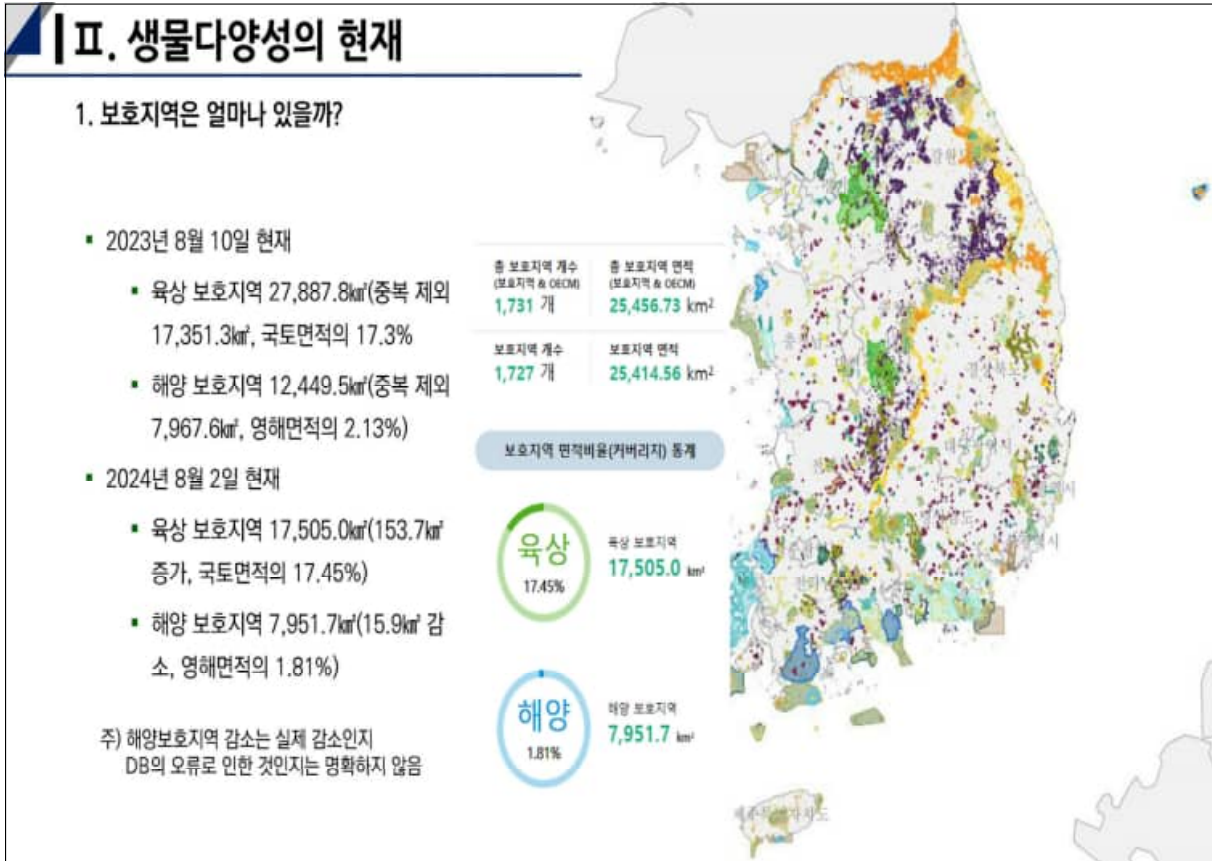 Ⅱ. 생물다양성의 현재
1. 보호지역은 얼마나 있을까?
▪ 2023년 8월 10일 현재
▪ 육상 보호지역 27,887.8㎢(중복 제외
17,351.3㎢, 국토면적의 17.3%
▪ 해양 보호지역 12,449.5㎢(중복 제외
7,967.6㎢, 영해면적의 2.13%)
▪ 2024년 8월 2일 현재
▪ 육상 보호지역 17,505.0㎢(153.7㎢
증가, 국토면적의 17.45%)
▪ 해양 보호지역 7,951.7㎢(15.9㎢ 감
소, 영해면적의 1.81%)
주) 해양보호지역 감소는 실제 감소인지
DB의 오류로 인한 것인지는 명확하지 않음
총 보호지역 개수
(보호지역 & OECM)
1,731 개
총 보호지역 면적
(보호지역 & OECM)
25,456.73 km²
보호지역 개수
1,727 개
보호지역 면적
25,414.56 km²
보호지역 면적비율(커버리지) 통계
육상
17.45%
육상 보호지역
17,505.0 km²
해양
1.81%
해양 보호지역
7,951.7 km²
강원
경상북도
제주특별자치도